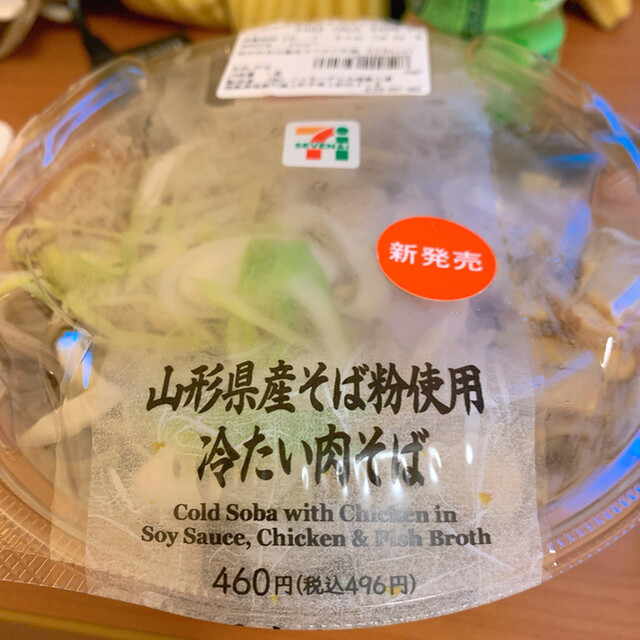 7i
SEVEN&i
新発売
山形県産そば粉使用
冷たい肉そば
Cold Soba with Chicken in
Soy Sauce, Chicken & Fish Broth
460円(税込496円)